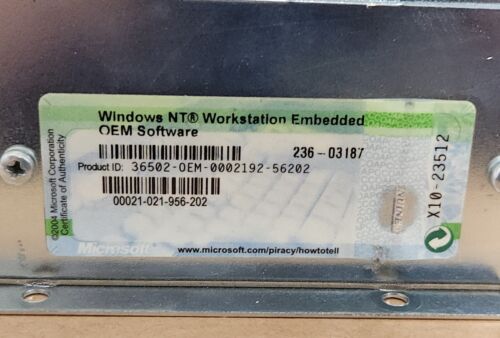 Windows NT® Workstation Embedded
OEM Software
236-03187
Product ID: 36502-OEM-0002192-56202
00021-021-956-202
Microsoft
www.microsoft.com/piracy/howtotell
©2004 Microsoft Corporation
Certificate of Authenticity
X10-23512